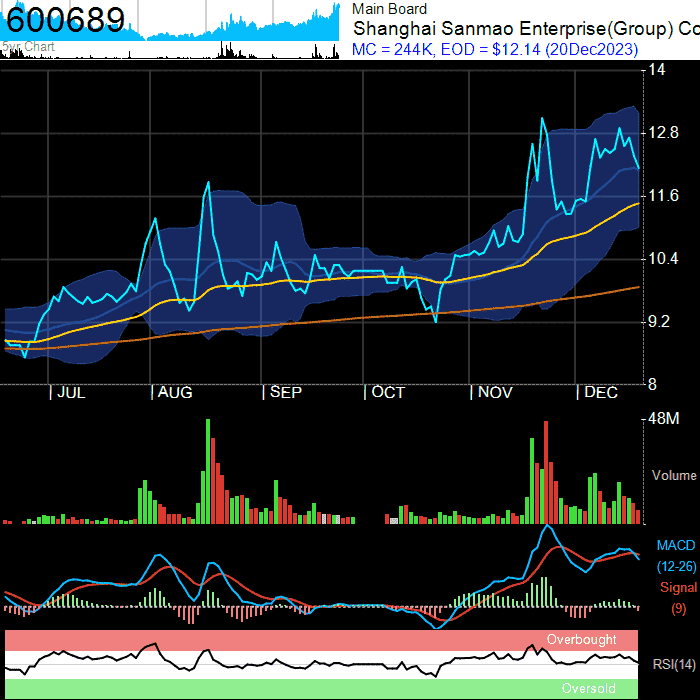 600689
5yr Chart
Main Board
Shanghai Sanmao Enterprise(Group) Co
MC = 244K, EOD = $12.14 (20Dec2023)
14
12.8
11.6
10.4
9.2
8
| JUL | AUG | SEP | OCT | NOV | DEC
48M
Volume
MACD
(12-26)
Signal
(9)
Overbought
RSI(14)
Oversold